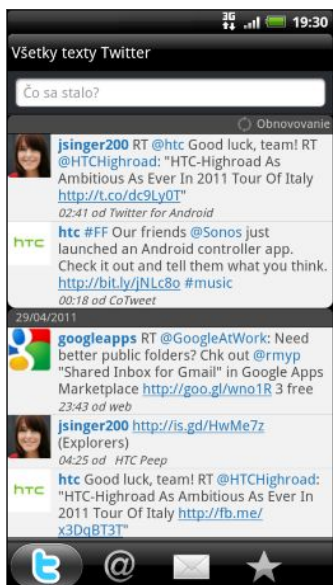 3G 19:30
Všetky texty Twitter
Čo sa stalo?
Obnovovanie
jsinger200 RT @htc Good luck, team! RT
@HTCHighroad: "HTC-Highroad As
Ambitious As Ever In 2011 Tour Of Italy
http://t.co/dc9Ly0T"
02:41 od Twitter for Android
hTC
htc #FF Our friends @Sonos just
launched an Android controller app.
Check it out and tell them what you think.
http://bit.ly/jNLc8o #music
00:18 od CoTweet
29/04/2011
googleapps RT @GoogleAtWork: Need
better public folders? Chk out @rmyp
"Shared Inbox for Gmail" in Google Apps
Marketplace http://goo.gl/wno1R 3 free
23:43 od web
jsinger200 http://is.gd/HwMe7z
(Explorers)
04:25 od HTC Peep
hTC
htc Good luck, team! RT @HTCHighroad:
"HTC-Highroad As Ambitious As Ever In
2011 Tour Of Italy http://fb.me/
x3DqBT3T"